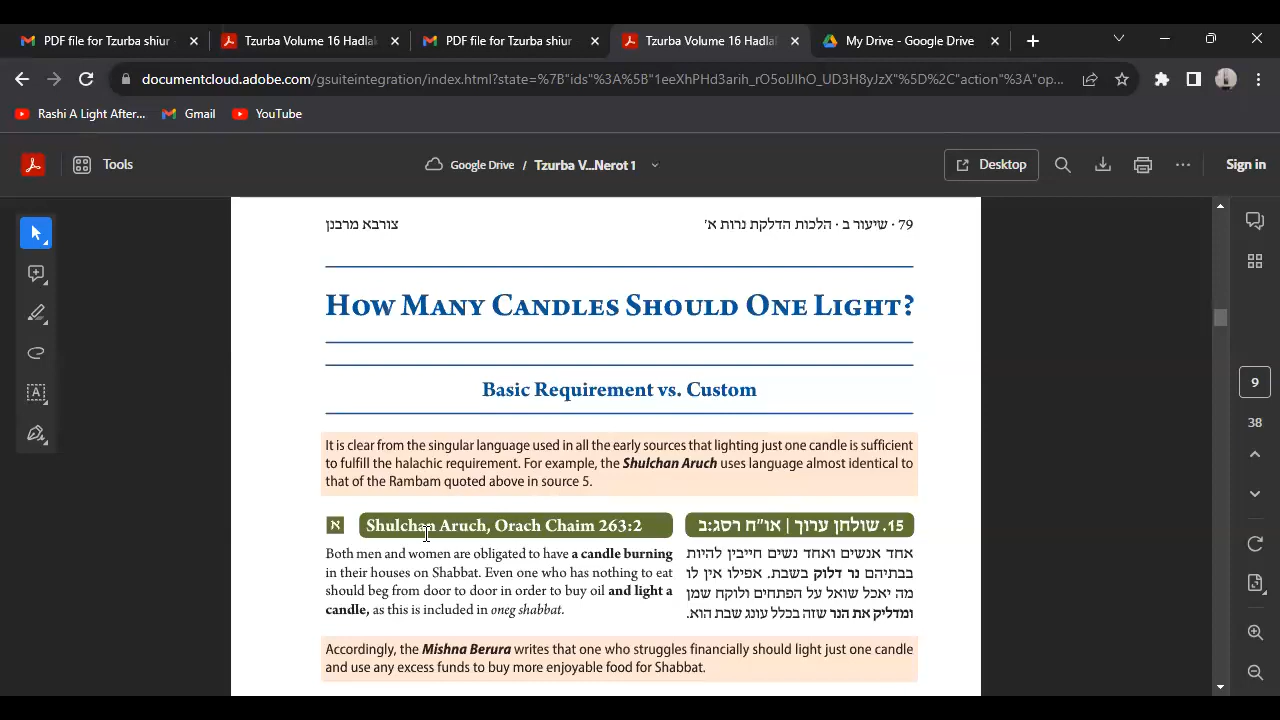 PDF file for Tzurba shiur
Tzurba Volume 16 Hadla
PDF file for Tzurba shiur
Tzurba Volume 16 Hadla
My Drive - Google Drive
documentcloud.adobe.com/gsuiteintegration/index.html?state=%7B"ids"%3A%5B"1eeXhPHd3arih_rO5oIJIhO_UD3H8yJzX"%5D%2C"action"%3A"op...
Rashi A Light After...
Gmail
YouTube
Tools
Google Drive / Tzurba V...Nerot 1
Desktop
Sign in
79 · שיעור ב · הלכות הדלקת נרות א'
צורבא מרבנן
How Many Candles Should One Light?
Basic Requirement vs. Custom
It is clear from the singular language used in all the early sources that lighting just one candle is sufficient
to fulfill the halachic requirement. For example, the Shulchan Aruch uses language almost identical to
that of the Rambam quoted above in source 5.
א
Shulchan Aruch, Orach Chaim 263:2
Both men and women are obligated to have a candle burning
in their houses on Shabbat. Even one who has nothing to eat
should beg from door to door in order to buy oil and light a
candle, as this is included in oneg shabbat.
15. שולחן ערוך | או"ח רסג:ב
אחד אנשים ואחד נשים חייבין להיות
בבתיהם נר דלוק בשבת. אפילו אין לו
מה יאכל שואל על הפתחים ולוקח שמן
ומדליק את הנר שזה בכלל עונג שבת הוא.
Accordingly, the Mishna Berura writes that one who struggles financially should light just one candle
and use any excess funds to buy more enjoyable food for Shabbat.
9
38